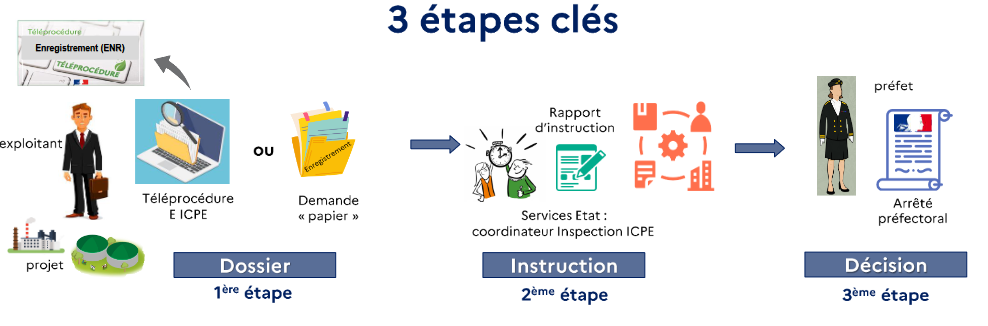 3 étapes clés
Téléprocédure
Enregistrement (ENR)
TÉLÉPROCÉDURE
exploitant
projet
Téléprocédure
E ICPE
ou
Enregistrement
Demande
« papier »
Dossier
1ère étape
Rapport
d'instruction
Services Etat :
coordinateur Inspection ICPE
Instruction
2ème étape
préfet
Arrêté
préfectoral
Décision
3ème étape